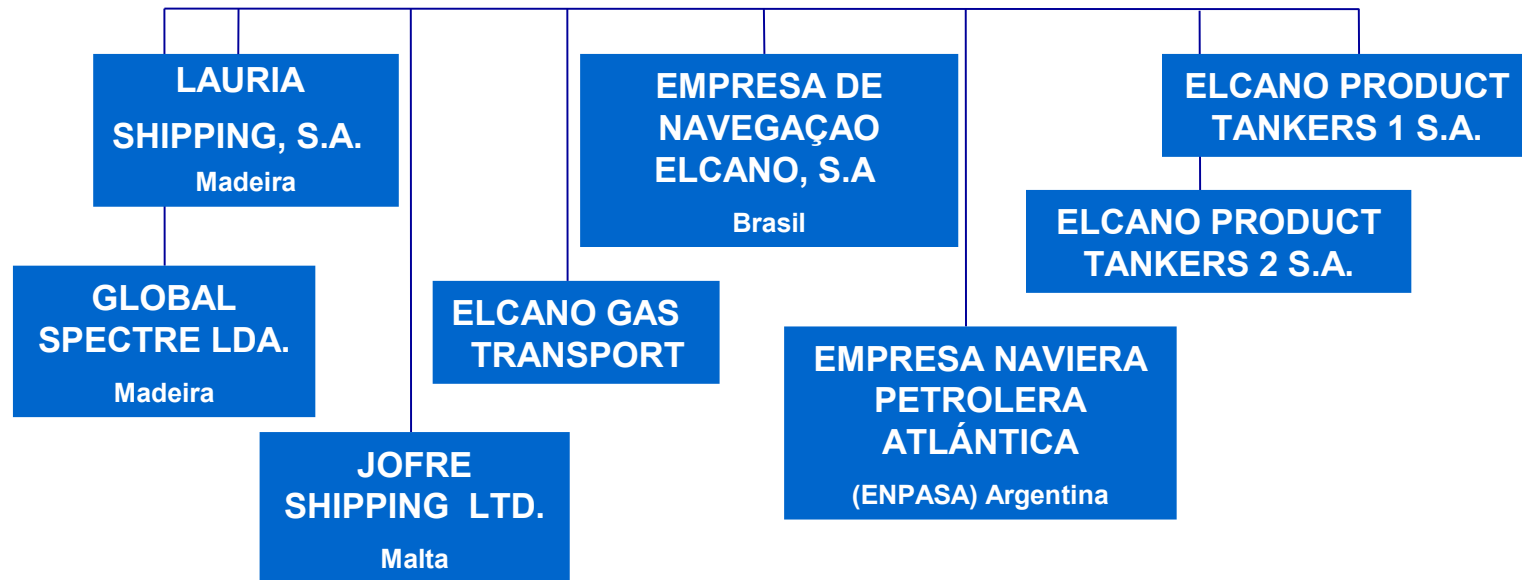 LAURIA
SHIPPING, S.A.
Madeira
GLOBAL
SPECTRE LDA.
Madeira
JOFRE
SHIPPING LTD.
Malta
ELCANO GAS
TRANSPORT
EMPRESA DE
NAVEGAÇAO
ELCANO, S.A
Brasil
EMPRESA NAVIERA
PETROLERA
ATLÁNTICA
(ENPASA) Argentina
ELCANO PRODUCT
TANKERS 1 S.A.
ELCANO PRODUCT
TANKERS 2 S.A.